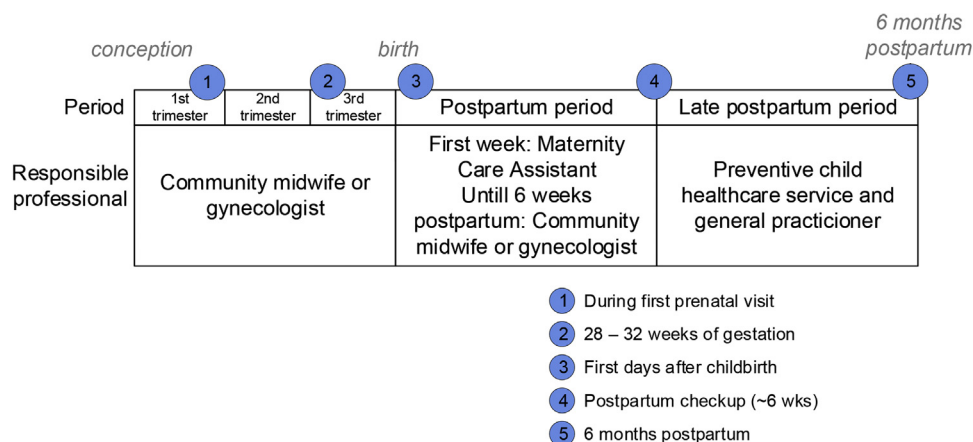 conception
birth
6 months
postpartum
1
2
3
4
5
Period
1st
trimester
2nd
trimester
3rd
trimester
Postpartum period
Late postpartum period
Responsible
professional
Community midwife or
gynecologist
First week: Maternity
Care Assistant
Untill 6 weeks
postpartum: Community
midwife or gynecologist
Preventive child
healthcare service and
general practicioner
1 During first prenatal visit
2 28 – 32 weeks of gestation
3 First days after childbirth
4 Postpartum checkup (~6 wks)
5 6 months postpartum